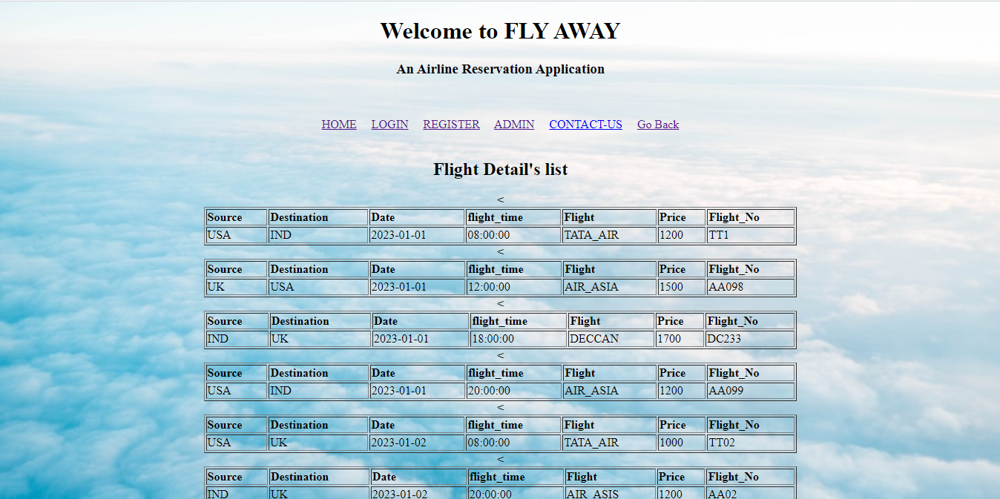 Welcome to FLY AWAY
An Airline Reservation Application
HOME LOGIN REGISTER ADMIN CONTACT-US Go Back
Flight Detail's list
<
Source Destination Date flight_time Flight Price Flight_No
USA IND 2023-01-01 08:00:00 TATA_AIR 1200 TT1
<
Source Destination Date flight_time Flight Price Flight_No
UK USA 2023-01-01 12:00:00 AIR_ASIA 1500 AA098
<
Source Destination Date flight_time Flight Price Flight_No
IND UK 2023-01-01 18:00:00 DECCAN 1700 DC233
<
Source Destination Date flight_time Flight Price Flight_No
USA IND 2023-01-01 20:00:00 AIR_ASIA 1200 AA099
<
Source Destination Date flight_time Flight Price Flight_No
USA UK 2023-01-02 08:00:00 TATA_AIR 1000 TT02
<
Source Destination Date flight_time Flight Price Flight_No
IND UK 2023-01-02 20:00:00 AIR_ASIS 1200 AA02